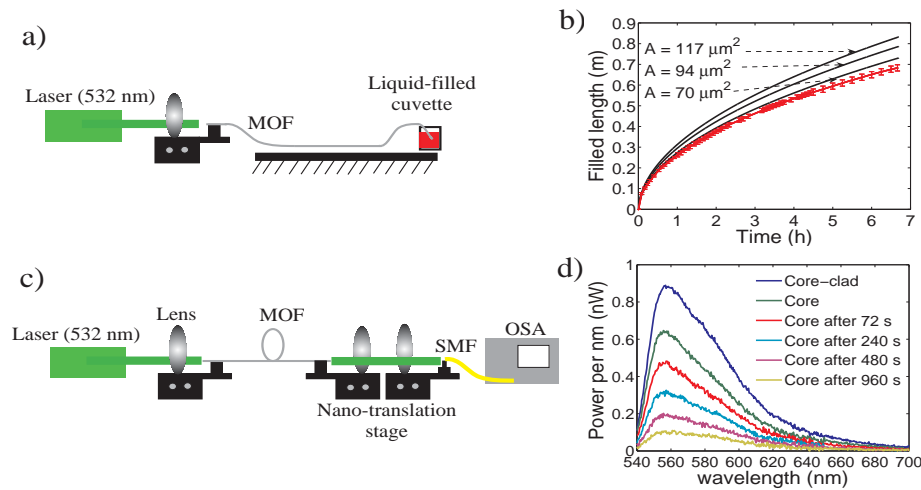 a)
Laser (532 nm)
MOF
Liquid-filled
cuvette
b)
Filled length (m)
0.9
0.8
0.7
0.6
0.5
0.4
0.3
0.2
0.1
0
A = 117 μm²
A = 94 μm²
A = 70 μm²
0 1 2 3 4 5 6 7
Time (h)
c)
Laser (532 nm)
Lens
MOF
Nano-translation
stage
SMF
OSA
d)
Power per nm (nW)
1
0.8
0.6
0.4
0.2
0
Core–clad
Core
Core after 72 s
Core after 240 s
Core after 480 s
Core after 960 s
540 560 580 600 620 640 660 680 700
wavelength (nm)